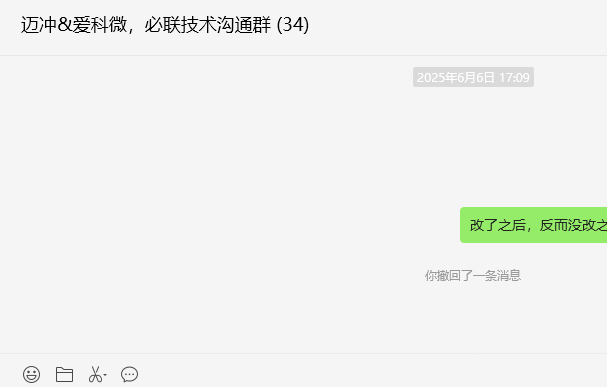 迈冲&爱科微，必联技术沟通群 (34)
2025年6月6日 17:09
改了之后，反而没改之
你撤回了一条消息